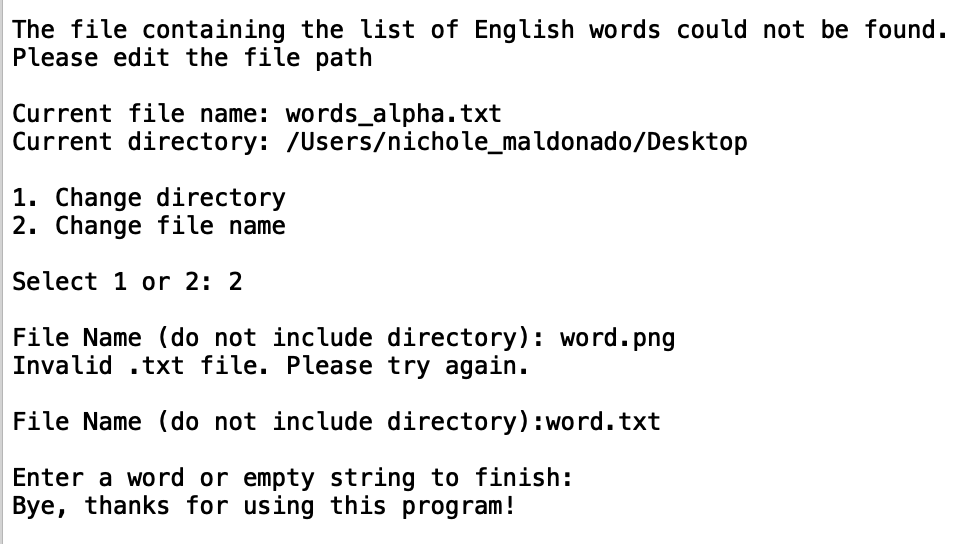 The file containing the list of English words could not be found.
Please edit the file path
Current file name: words_alpha.txt
Current directory: /Users/nichole_maldonado/Desktop
1. Change directory
2. Change file name
Select 1 or 2: 2
File Name (do not include directory): word.png
Invalid .txt file. Please try again.
File Name (do not include directory):word.txt
Enter a word or empty string to finish:
Bye, thanks for using this program!